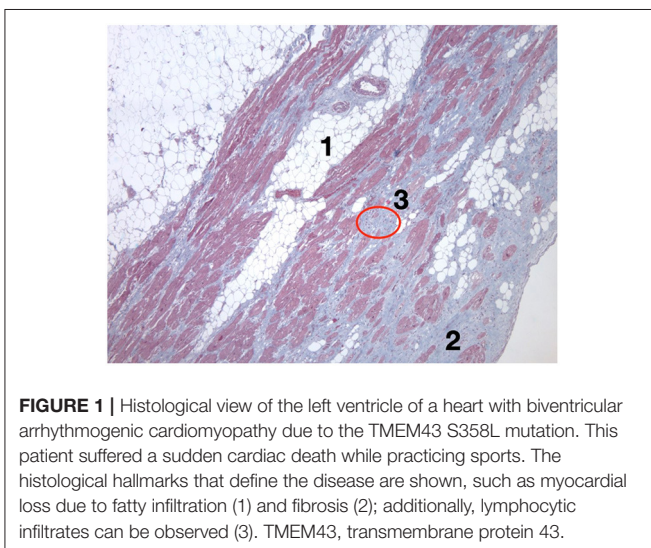 1
3
2
FIGURE 1 | Histological view of the left ventricle of a heart with biventricular
arrhythmogenic cardiomyopathy due to the TMEM43 S358L mutation. This
patient suffered a sudden cardiac death while practicing sports. The
histological hallmarks that define the disease are shown, such as myocardial
loss due to fatty infiltration (1) and fibrosis (2); additionally, lymphocytic
infiltrates can be observed (3). TMEM43, transmembrane protein 43.